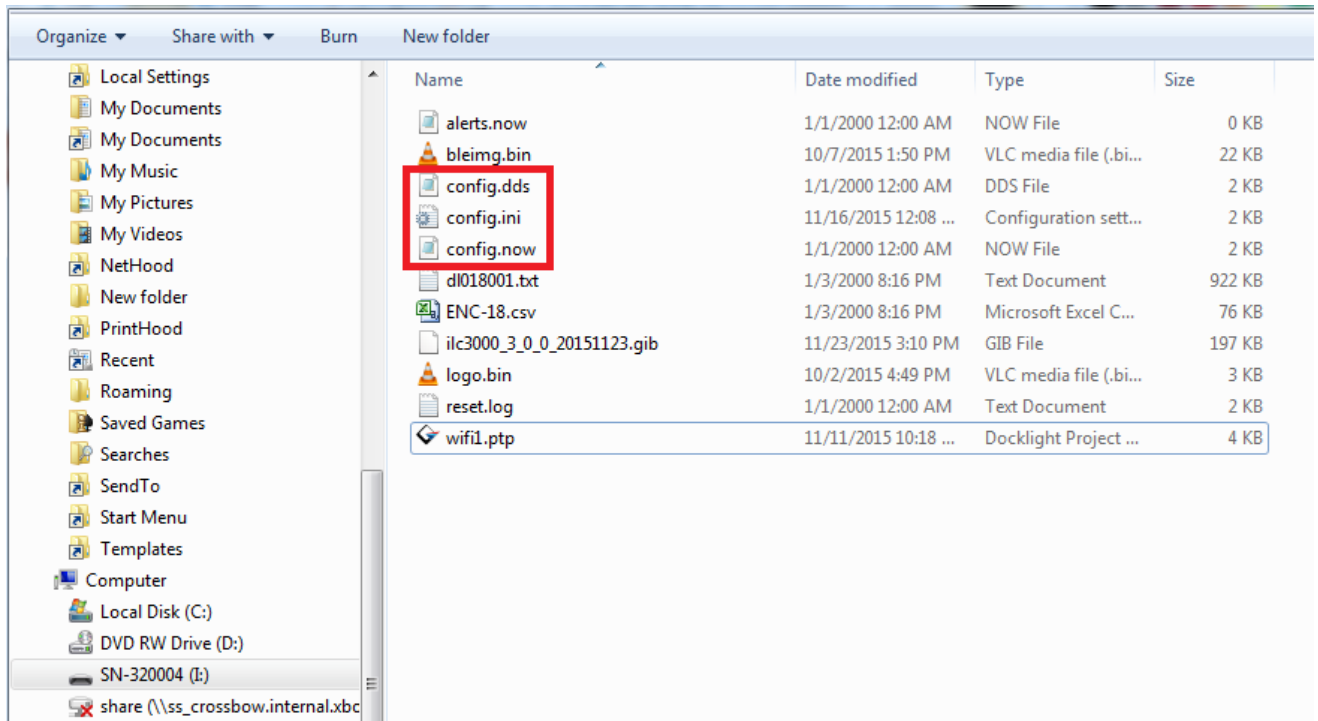 Organize Share with Burn New folder
Local Settings
My Documents
My Documents
My Music
My Pictures
My Videos
NetHood
New folder
PrintHood
Recent
Roaming
Saved Games
Searches
SendTo
Start Menu
Templates
Computer
Local Disk (C:)
DVD RW Drive (D:)
SN-320004 (I:)
share (\\ss_crossbow.internal.xbc
Name Date modified Type Size
alerts.now 1/1/2000 12:00 AM NOW File 0 KB
bleimg.bin 10/7/2015 1:50 PM VLC media file (.bi... 22 KB
config.dds 1/1/2000 12:00 AM DDS File 2 KB
config.ini 11/16/2015 12:08 ... Configuration sett... 2 KB
config.now 1/1/2000 12:00 AM NOW File 2 KB
dl018001.txt 1/3/2000 8:16 PM Text Document 922 KB
ENC-18.csv 1/3/2000 8:16 PM Microsoft Excel C... 76 KB
ilc3000_3_0_0_20151123.gib 11/23/2015 3:10 PM GIB File 197 KB
logo.bin 10/2/2015 4:49 PM VLC media file (.bi... 3 KB
reset.log 1/1/2000 12:00 AM Text Document 2 KB
wifi1.ptp 11/11/2015 10:18 ... Docklight Project ... 4 KB